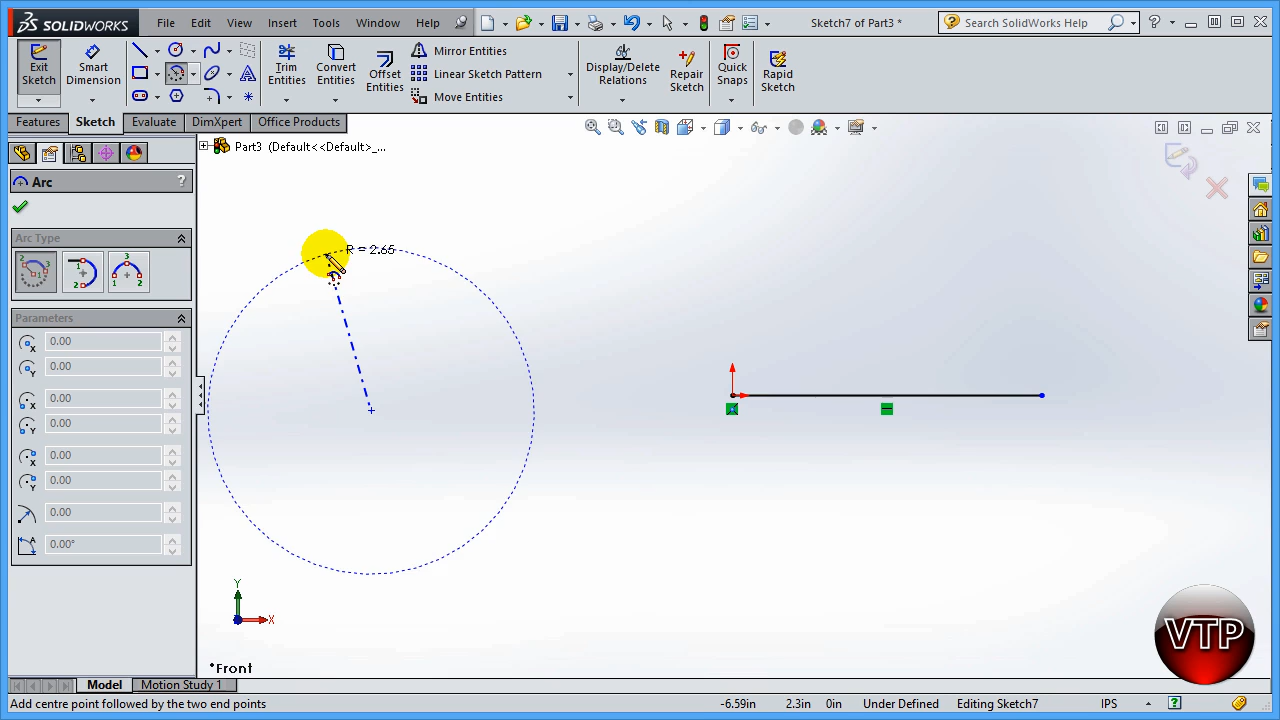 SOLIDWORKS File Edit View Insert Tools Window Help Sketch7 of Part3 * Search SolidWorks Help
Exit Sketch
Smart Dimension
Trim Entities
Convert Entities
Offset Entities
Mirror Entities
Linear Sketch Pattern
Move Entities
Display/Delete Relations
Repair Sketch
Quick Snaps
Rapid Sketch
Features Sketch Evaluate DimXpert Office Products
Part3 (Default<<Default>_...
Arc ?
Arc Type
R = 2.65
Parameters
0.00
0.00
0.00
0.00
0.00
0.00
0.00
0.00°
Y
X
*Front
VTP
Model Motion Study 1
Add centre point followed by the two end points -6.59in 2.3in 0in Under Defined Editing Sketch7 IPS